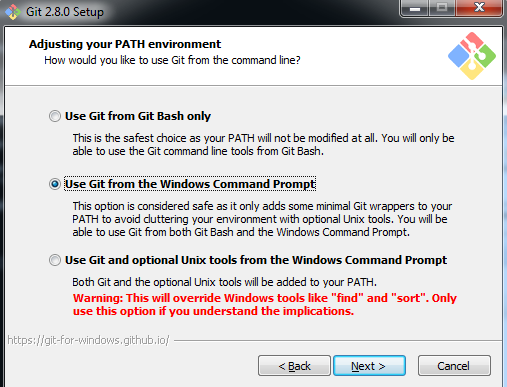 Git 2.8.0 Setup
Adjusting your PATH environment
How would you like to use Git from the command line?
Use Git from Git Bash only
This is the safest choice as your PATH will not be modified at all. You will only be
able to use the Git command line tools from Git Bash.
Use Git from the Windows Command Prompt
This option is considered safe as it only adds some minimal Git wrappers to your
PATH to avoid cluttering your environment with optional Unix tools. You will be
able to use Git from both Git Bash and the Windows Command Prompt.
Use Git and optional Unix tools from the Windows Command Prompt
Both Git and the optional Unix tools will be added to your PATH.
Warning: This will override Windows tools like "find" and "sort". Only
use this option if you understand the implications.
https://git-for-windows.github.io/
< Back Next > Cancel